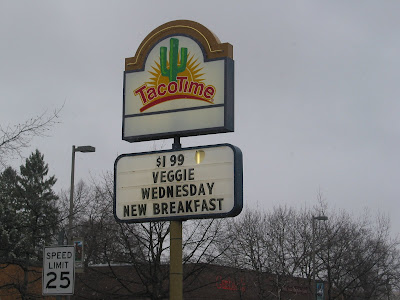 TacoTime
$1 99
VEGGIE
WEDNESDAY
NEW BREAKFAST
SPEED
LIMIT
25